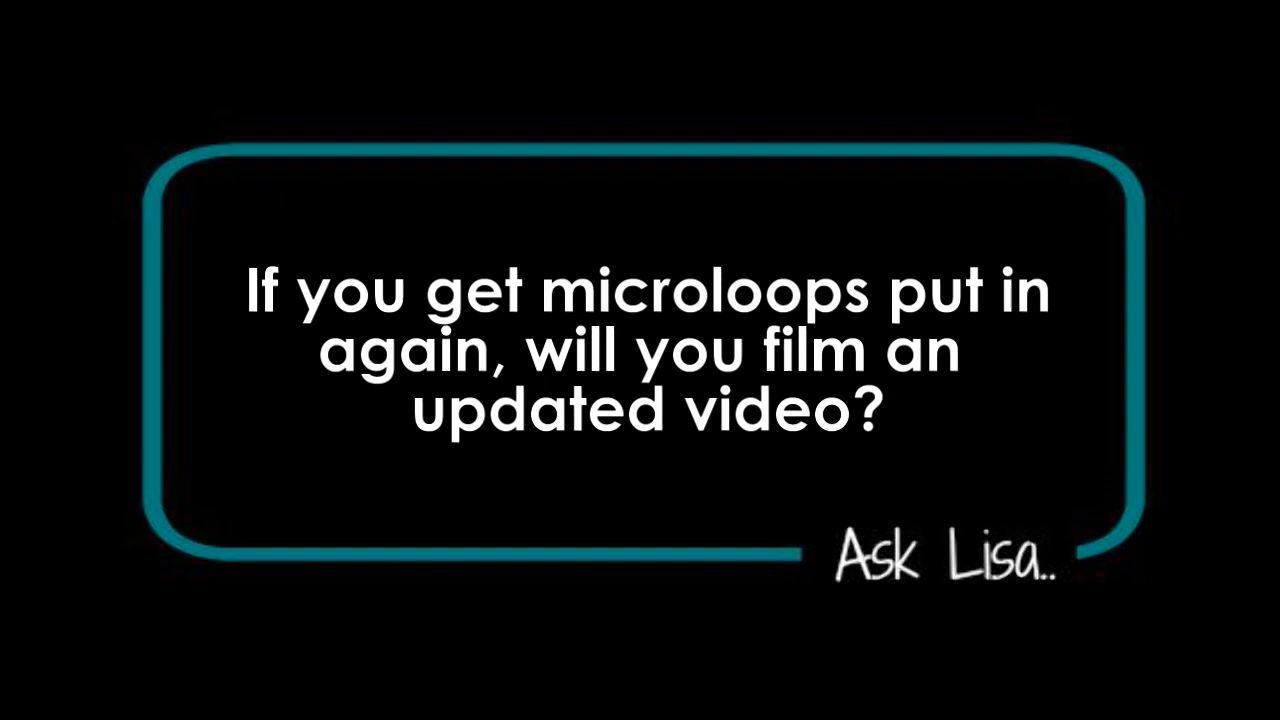 If you get microloops put in
again, will you film an
updated video?
Ask Lisa..